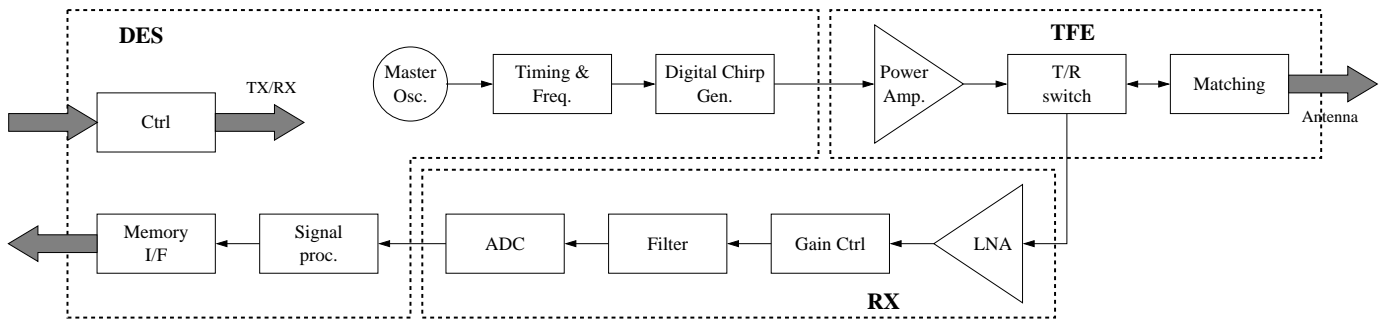 DES
TFE
Master
Osc.
Timing &
Freq.
Digital Chirp
Gen.
Power
Amp.
T/R
switch
Matching
TX/RX
Ctrl
Antenna
Memory
I/F
Signal
proc.
ADC
Filter
Gain Ctrl
LNA
RX